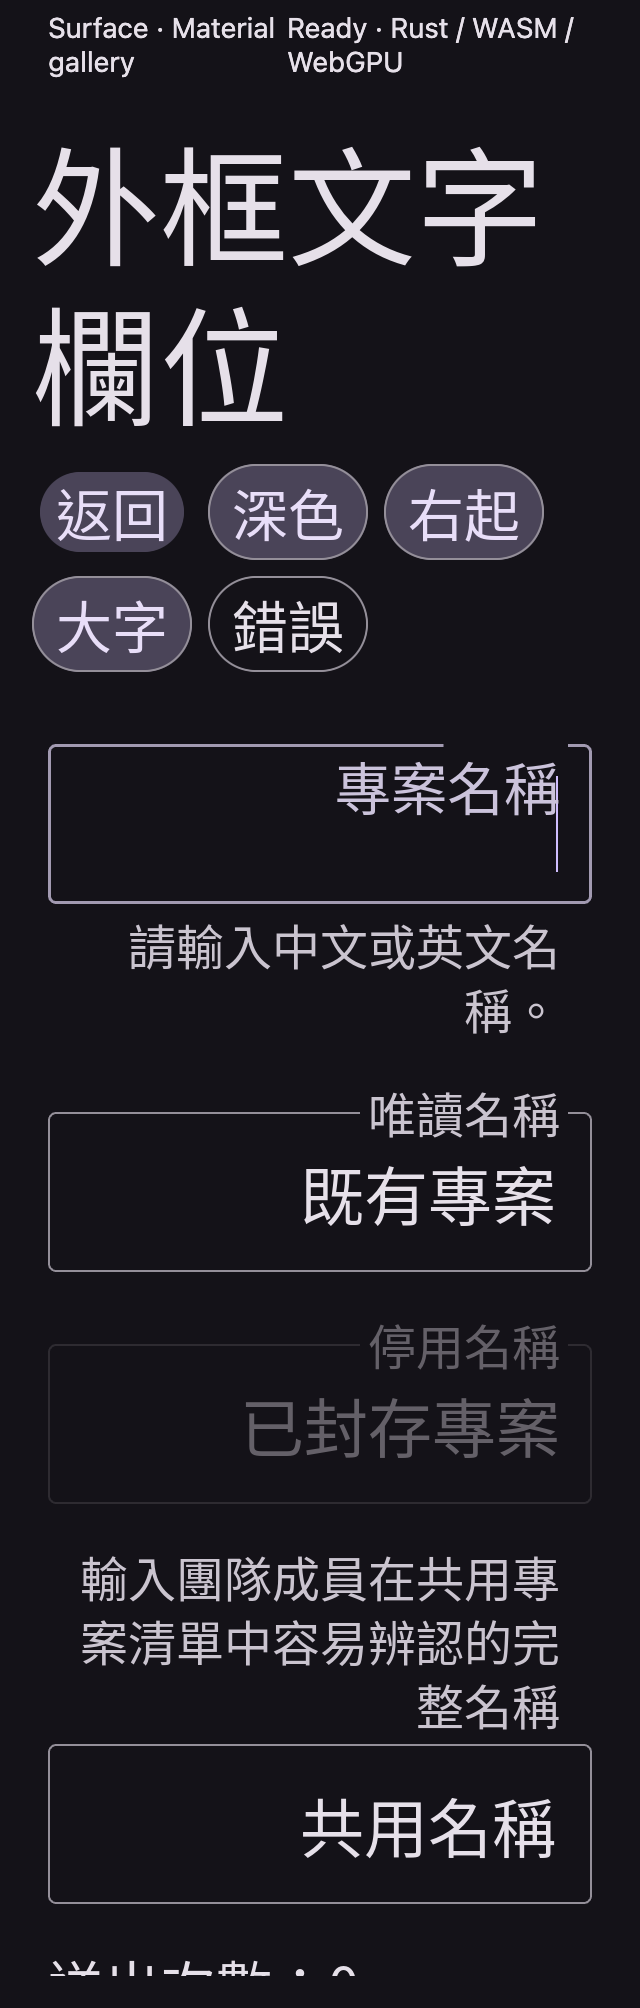 Surface · Material gallery
Ready · Rust / WASM / WebGPU
外框文字
欄位
返回
深色
右起
大字
錯誤
專案名稱
請輸入中文或英文名
稱。
唯讀名稱
既有專案
停用名稱
已封存專案
輸入團隊成員在共用專
案清單中容易辨認的完
整名稱
共用名稱